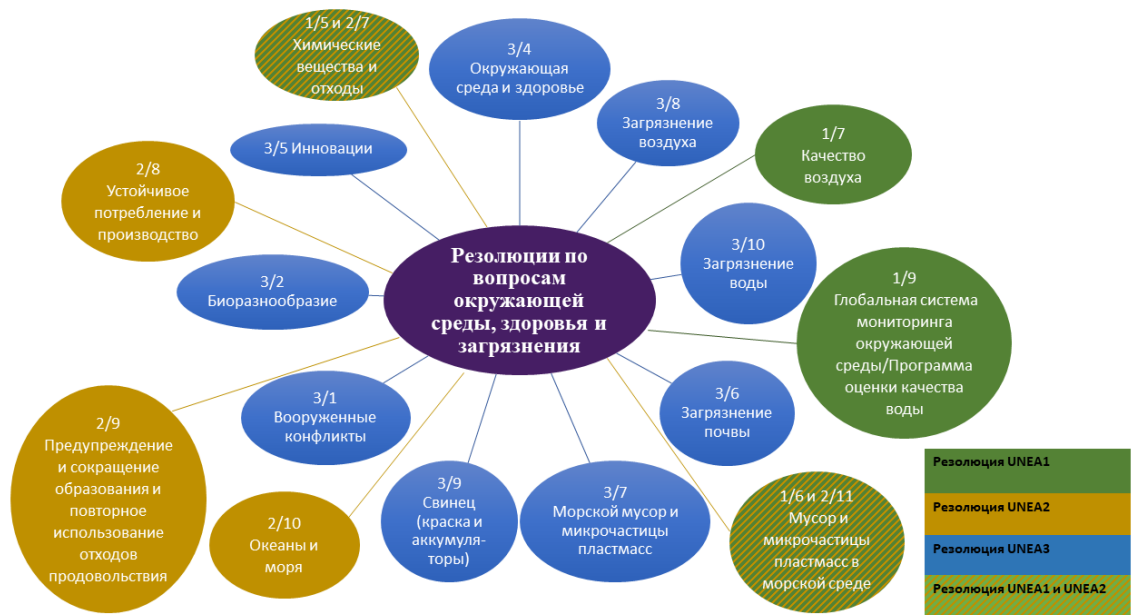 1/5 и 2/7
Химические
вещества и
отходы
3/4
Окружающая
среда и здоровье
3/8
Загрязнение
воздуха
1/7
Качество
воздуха
3/5 Инновации
2/8
Устойчивое
потребление и
производство
3/10
Загрязнение
воды
1/9
Глобальная система
мониторинга
окружающей
среды/Программа
оценки качества
воды
3/2
Биоразнообразие
Резолюции по
вопросам
окружающей
среды, здоровья и
загрязнения
3/1
Вооруженные
конфликты
3/6
Загрязнение
почвы
2/9
Предупреждение
и сокращение
образования и
повторное
использование
отходов
продовольствия
2/10
Океаны и
моря
3/9
Свинец
(краска и
аккумуля-
торы)
3/7
Морской мусор и
микрочастицы
пластмасс
1/6 и 2/11
Мусор и
микрочастицы
пластмасс в
морской среде
Резолюция UNEA1
Резолюция UNEA2
Резолюция UNEA3
Резолюция UNEA1 и UNEA2